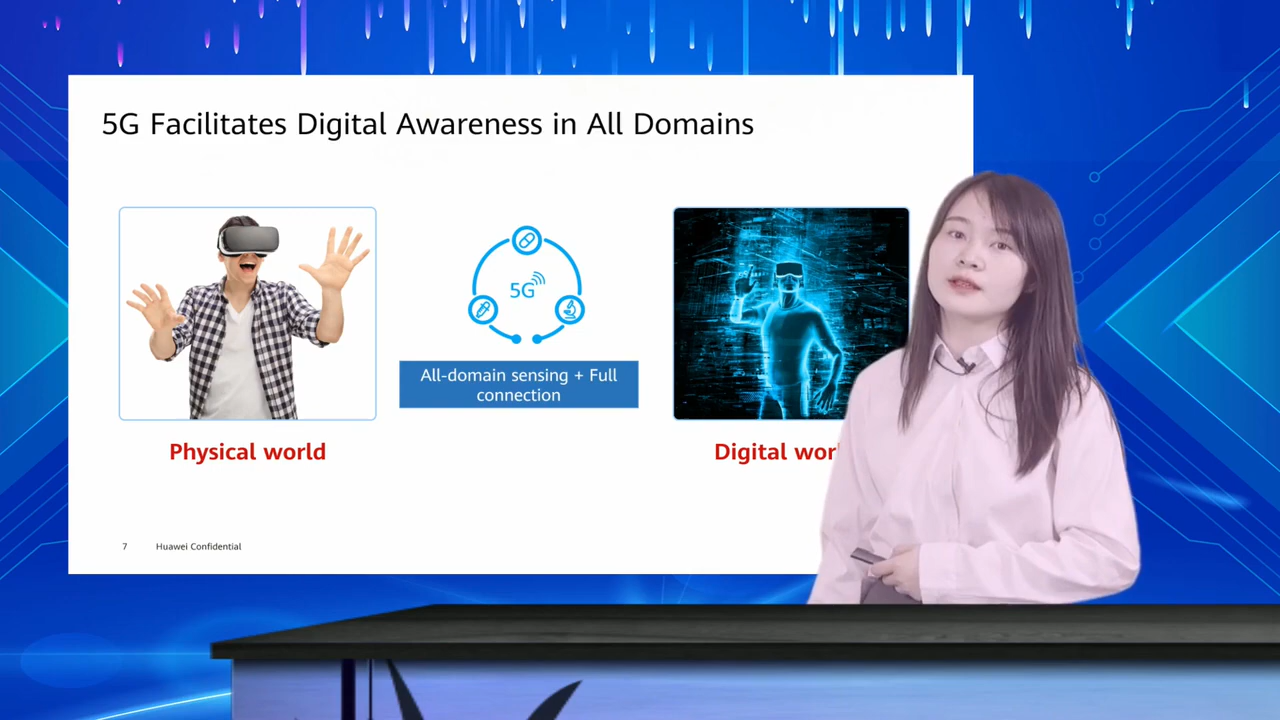 5G Facilitates Digital Awareness in All Domains
5G
All-domain sensing + Full
connection
Physical world
Digital
7 Huawei Confidential